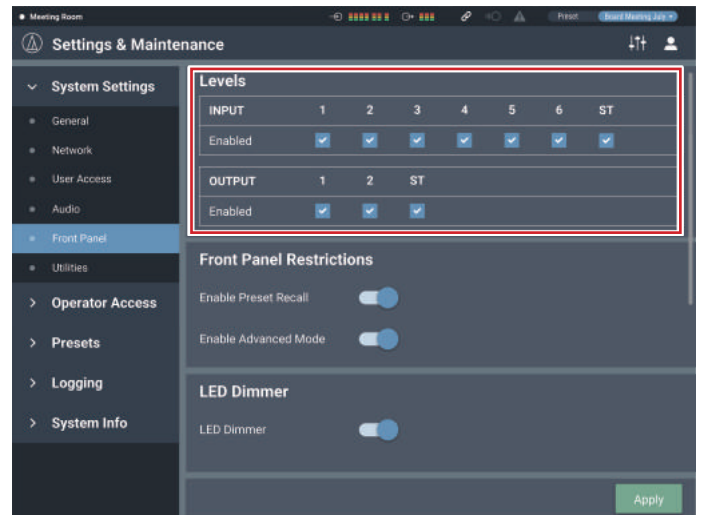 Meeting Room Preset Board Meeting July
Settings & Maintenance
System Settings
General
Network
User Access
Audio
Front Panel
Utilities
Operator Access
Presets
Logging
System Info
Levels
INPUT 1 2 3 4 5 6 ST
Enabled
OUTPUT 1 2 ST
Enabled
Front Panel Restrictions
Enable Preset Recall
Enable Advanced Mode
LED Dimmer
LED Dimmer
Apply